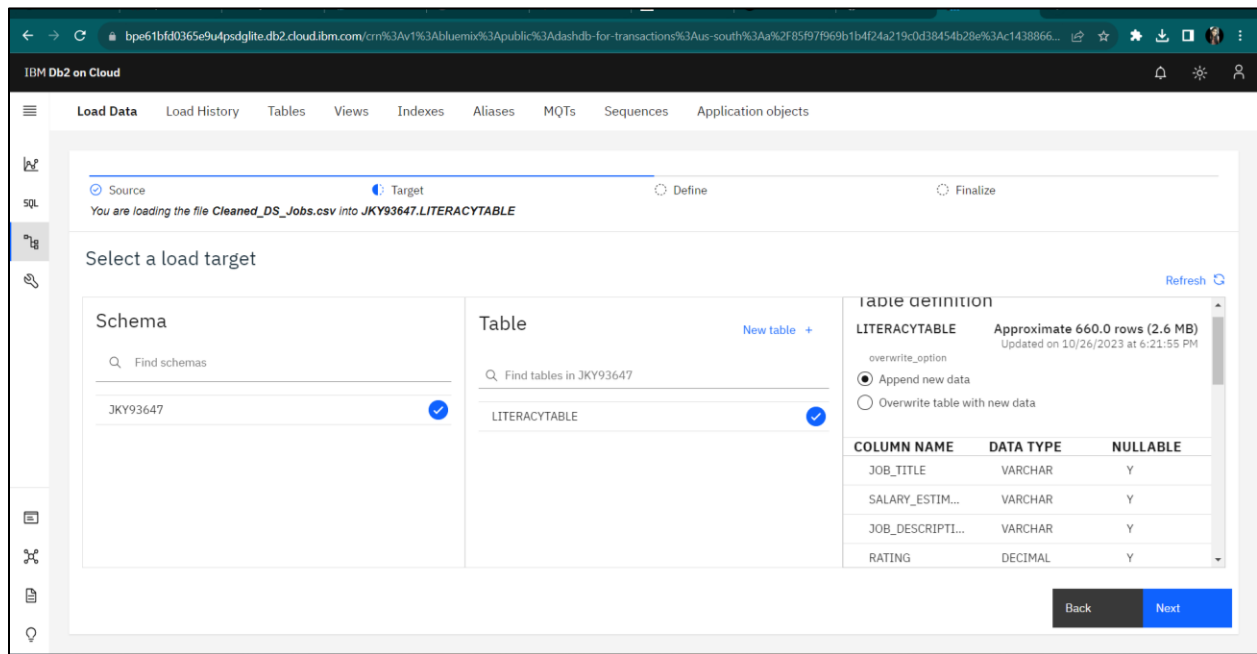 bpe61bfd0365e9u4psdglite.db2.cloud.ibm.com/crn%3Av1%3Abluemix%3Apublic%3Adashdb-for-transactions%3Aus-south%3Aa%2F85f97f969b1b4f24a219c0d38454b28e%3Ac1438866...
IBM Db2 on Cloud
Load Data Load History Tables Views Indexes Aliases MQTs Sequences Application objects
SQL
Source Target Define Finalize
You are loading the file Cleaned_DS_Jobs.csv into JKY93647.LITERACYTABLE
Select a load target
Refresh
Schema
Find schemas
JKY93647
Table
New table +
Find tables in JKY93647
LITERACYTABLE
Table definition
LITERACYTABLE Approximate 660.0 rows (2.6 MB)
Updated on 10/26/2023 at 6:21:55 PM
overwrite_option
Append new data
Overwrite table with new data
COLUMN NAME DATA TYPE NULLABLE
JOB_TITLE VARCHAR Y
SALARY_ESTIM... VARCHAR Y
JOB_DESCRIPTI... VARCHAR Y
RATING DECIMAL Y
Back Next